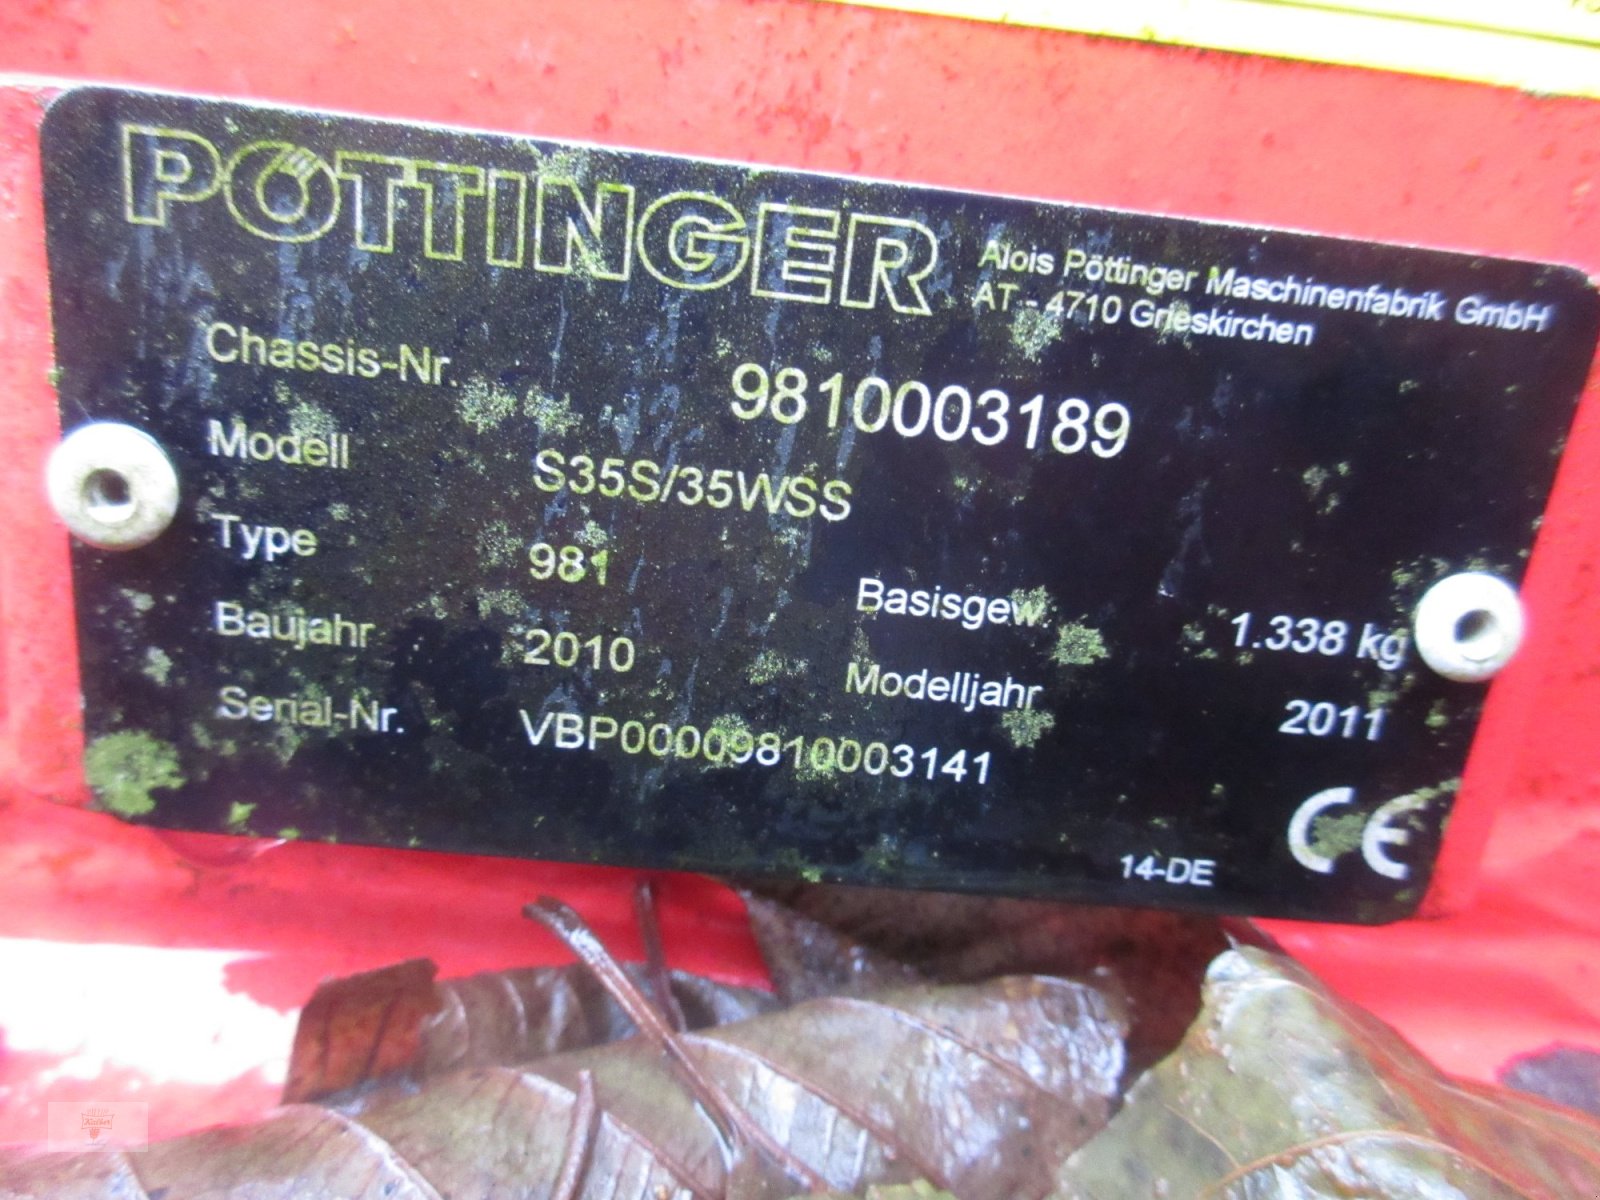 PÖTTINGER
Alois Pöttinger Maschinenfabrik GmbH
AT - 4710 Grieskirchen
Chassis-Nr. 9810003189
Modell S35S/35WSS
Type 981
Basisgew. 1.338 kg
Baujahr 2010
Modelljahr 2011
Serial-Nr. VBP00009810003141
14-DE
CE